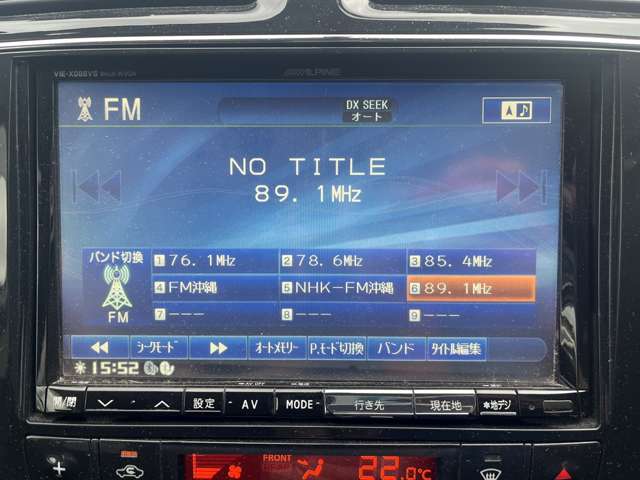 VIE-X088VS
ALPINE
FM
DX SEEK
オート
NO TITLE
89.1MHz
バンド切換
FM
1 76.1MHz
2 78.6MHz
3 85.4MHz
4 FM沖縄
5 NHK-FM沖縄
6 89.1MHz
7 ---
8 ---
9 ---
シークモード
オートメモリー
P.モード切換
バンド
タイトル編集
15:52
開/閉
設定
AV
MODE
行き先
現在地
*地デジ
FRONT
22.0℃